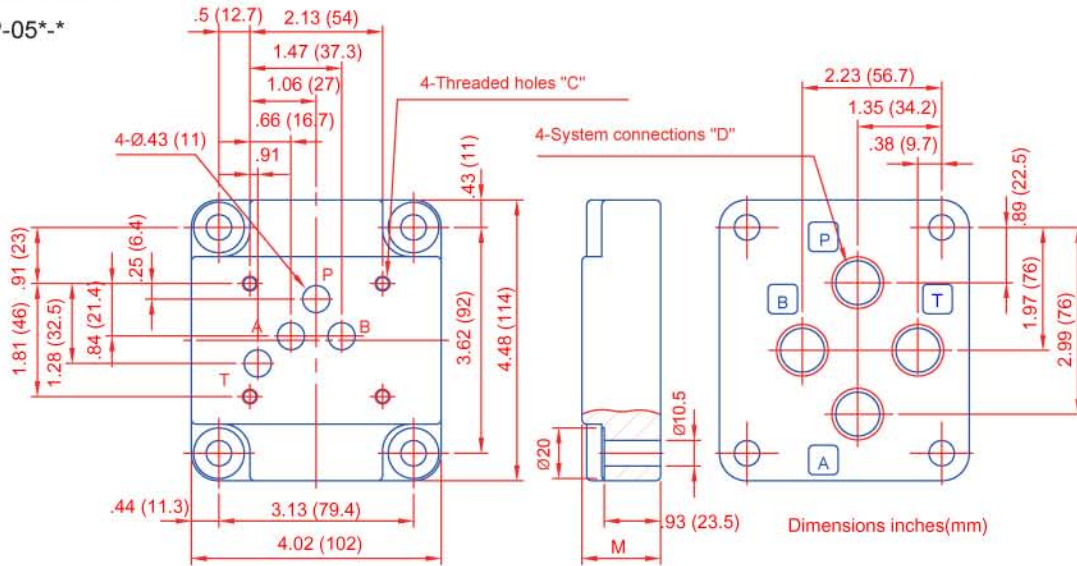 -05*-*
.5 (12.7)
2.13 (54)
1.47 (37.3)
1.06 (27)
.66 (16.7)
.91
4-Ø.43 (11)
4-Threaded holes "C"
.43 (11)
.91 (23)
.25 (6.4)
1.81 (46)
1.28 (32.5)
.84 (21.4)
P
A
B
T
3.62 (92)
4.48 (114)
.44 (11.3)
3.13 (79.4)
4.02 (102)
4-System connections "D"
Ø20
Ø10.5
.93 (23.5)
M
2.23 (56.7)
1.35 (34.2)
.38 (9.7)
.89 (22.5)
1.97 (76)
2.99 (76)
P
B
T
A
Dimensions inches(mm)